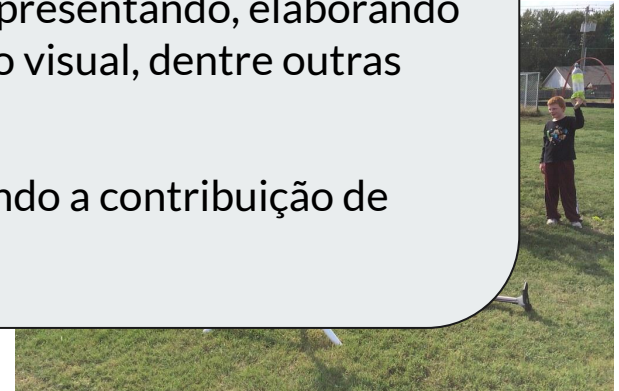 presentando, elaborando
o visual, dentre outras
ndo a contribuição de